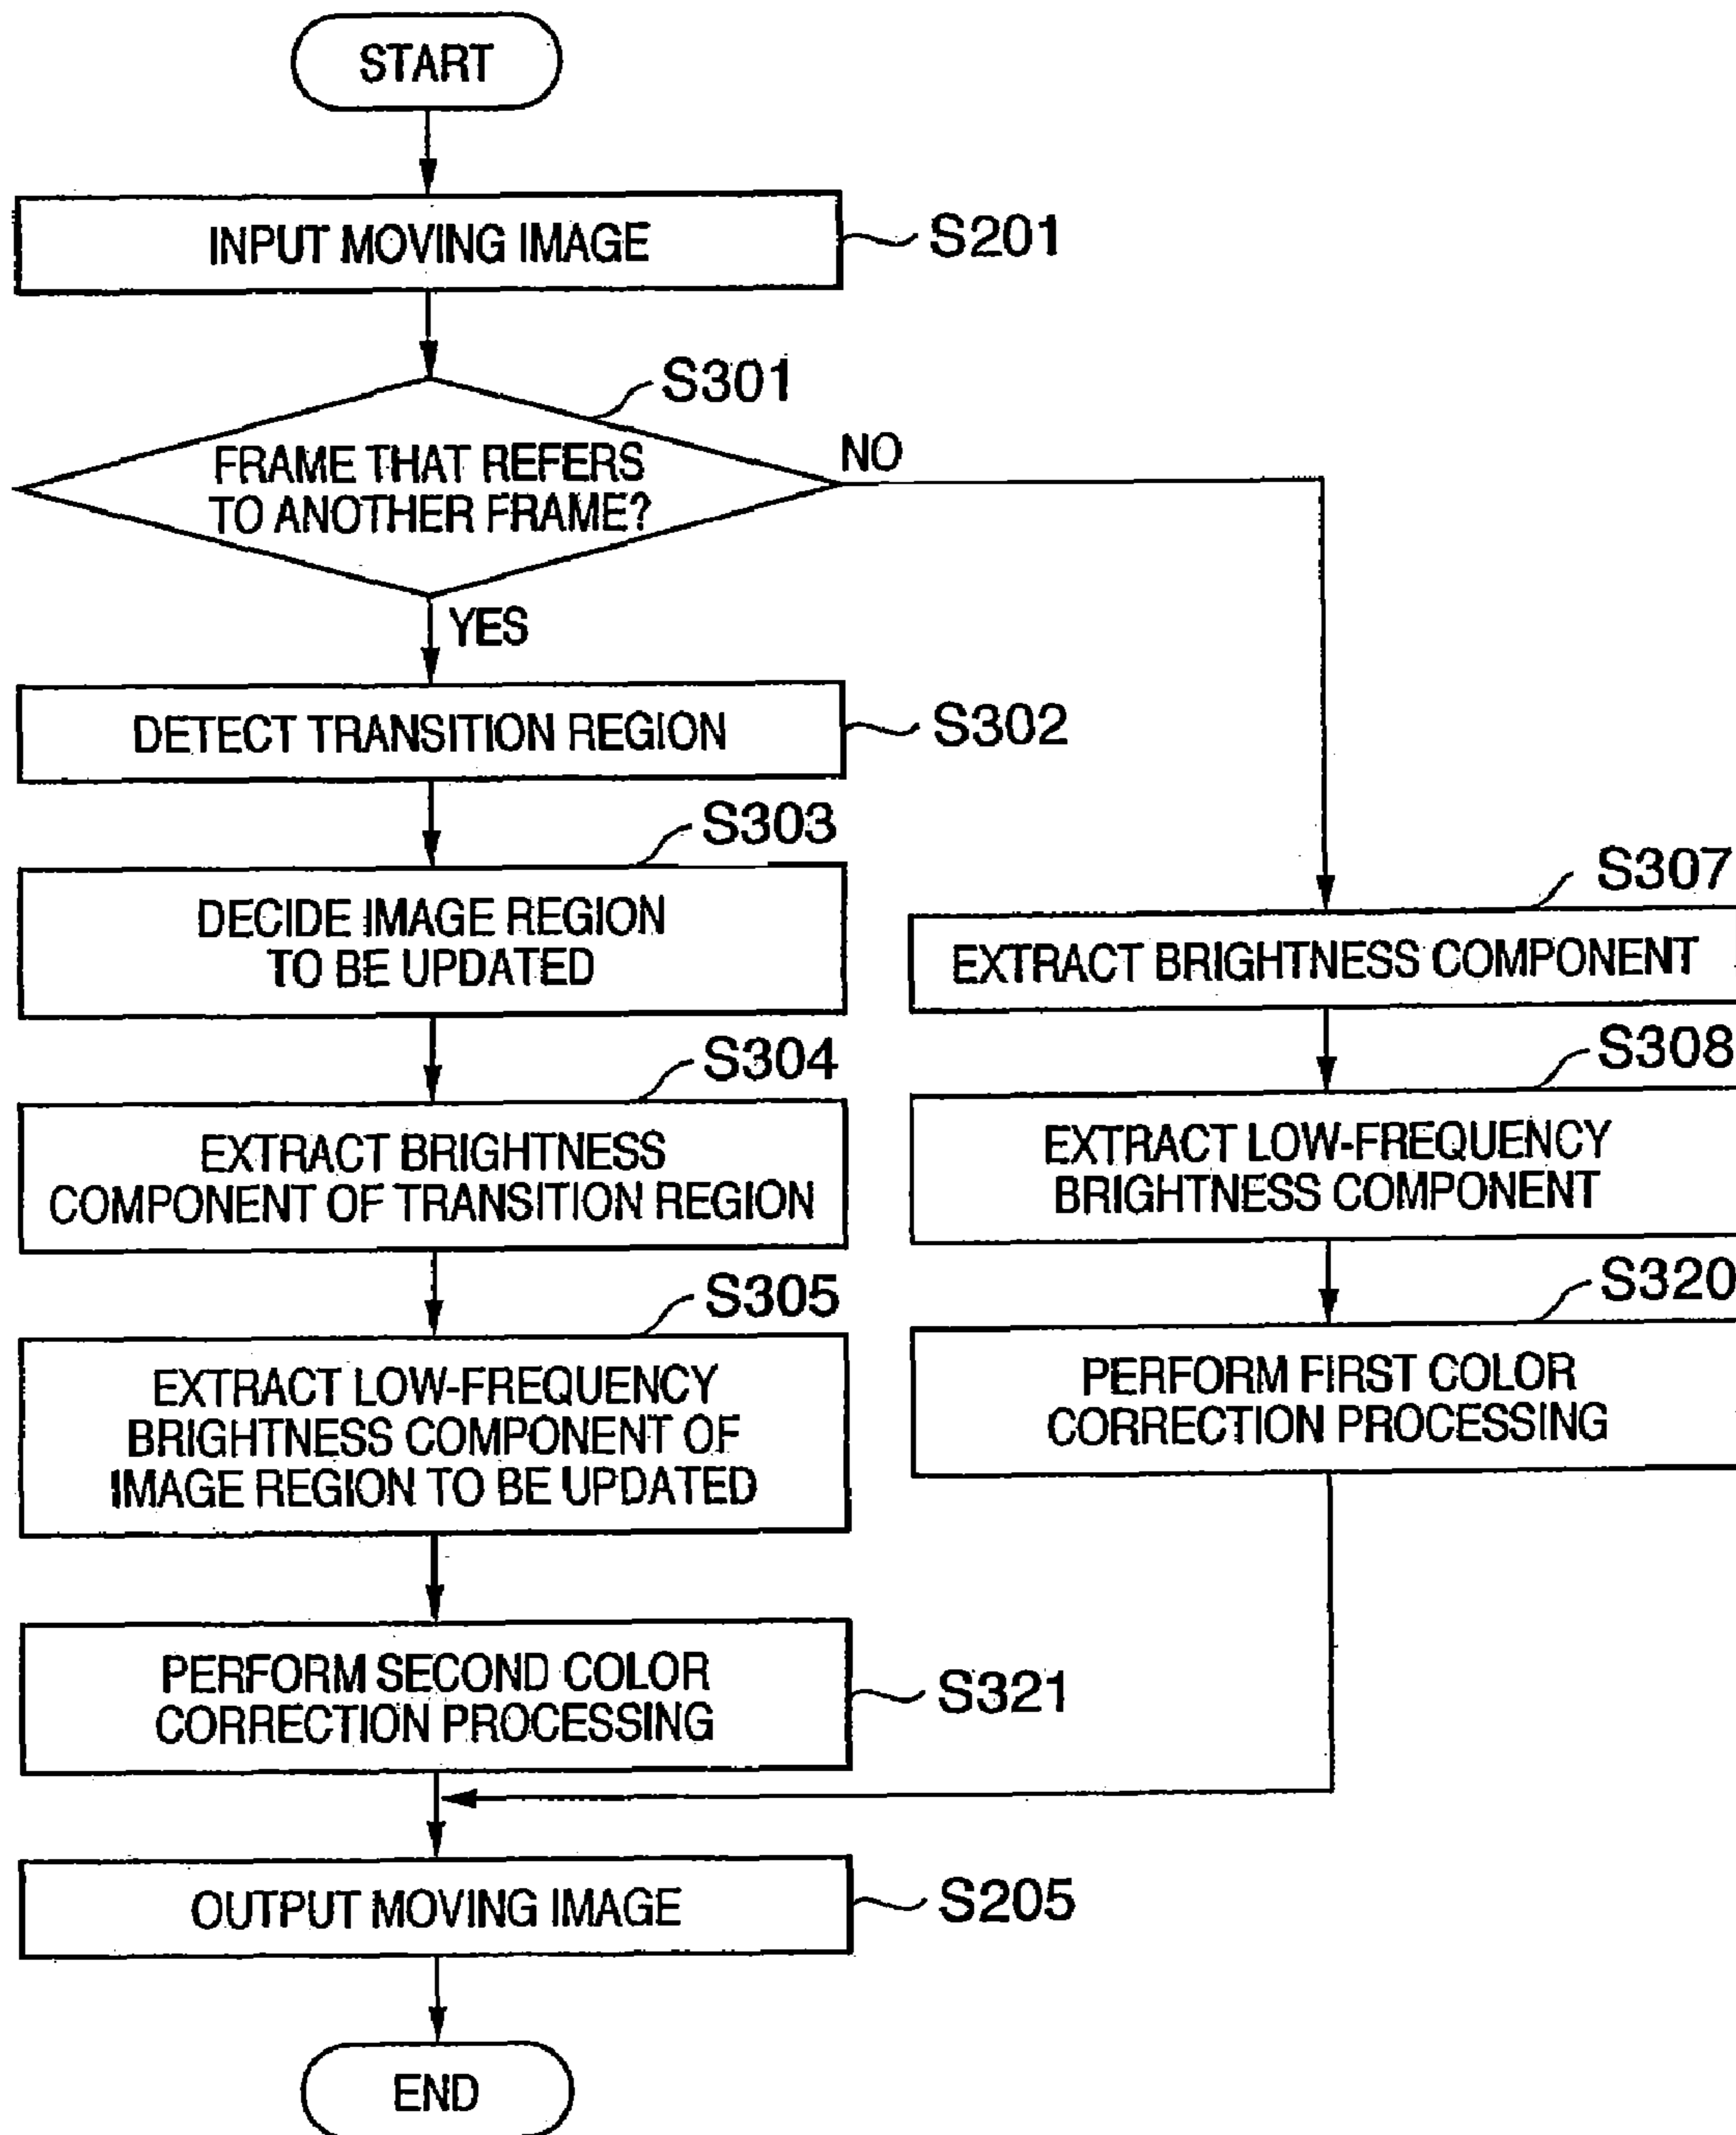 START
INPUT MOVING IMAGE
S201
S301
FRAME THAT REFERS
TO ANOTHER FRAME?
NO
YES
DETECT TRANSITION REGION
S302
S303
DECIDE IMAGE REGION
TO BE UPDATED
S304
EXTRACT BRIGHTNESS
COMPONENT OF TRANSITION REGION
S305
EXTRACT LOW-FREQUENCY
BRIGHTNESS COMPONENT OF
IMAGE REGION TO BE UPDATED
PERFORM SECOND COLOR
CORRECTION PROCESSING
S321
S307
EXTRACT BRIGHTNESS COMPONENT
S308
EXTRACT LOW-FREQUENCY
BRIGHTNESS COMPONENT
S320
PERFORM FIRST COLOR
CORRECTION PROCESSING
OUTPUT MOVING IMAGE
S205
END